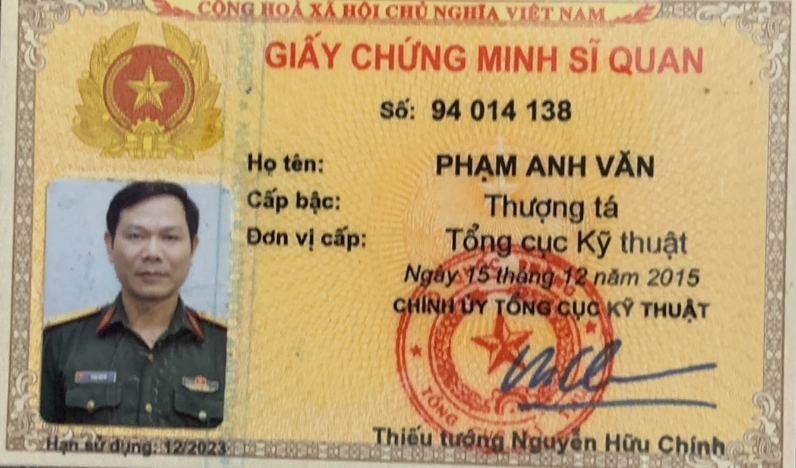 CỘNG HOÀ XÃ HỘI CHỦ NGHĨA VIỆT NAM
GIẤY CHỨNG MINH SĨ QUAN
Số: 94 014 138
Họ tên: PHẠM ANH VĂN
Cấp bậc: Thượng tá
Đơn vị cấp: Tổng cục Kỹ thuật
Ngày 15 tháng 12 năm 2015
CHÍNH ỦY TỔNG CỤC KỸ THUẬT
TỔNG
Thiếu tướng Nguyễn Hữu Chính
Hạn sử dụng: 12/2023